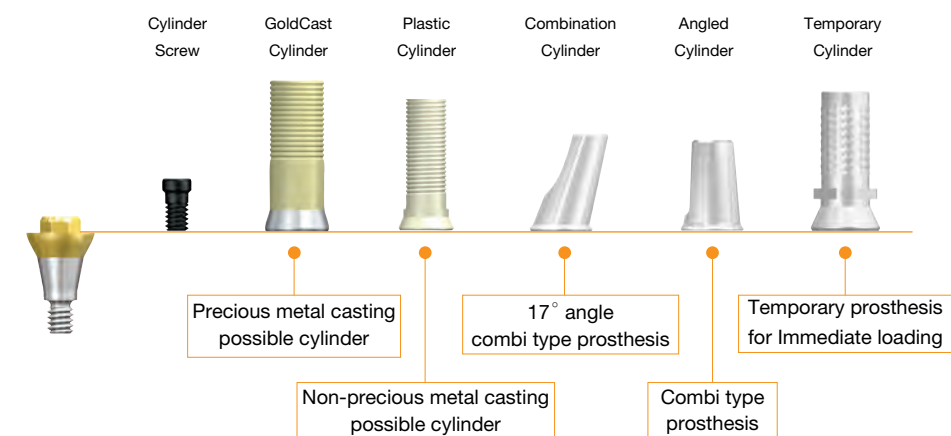 Cylinder
Screw
GoldCast
Cylinder
Plastic
Cylinder
Combination
Cylinder
Angled
Cylinder
Temporary
Cylinder
Precious metal casting
possible cylinder
17° angle
combi type prosthesis
Temporary prosthesis
for Immediate loading
Non-precious metal casting
possible cylinder
Combi type
prosthesis